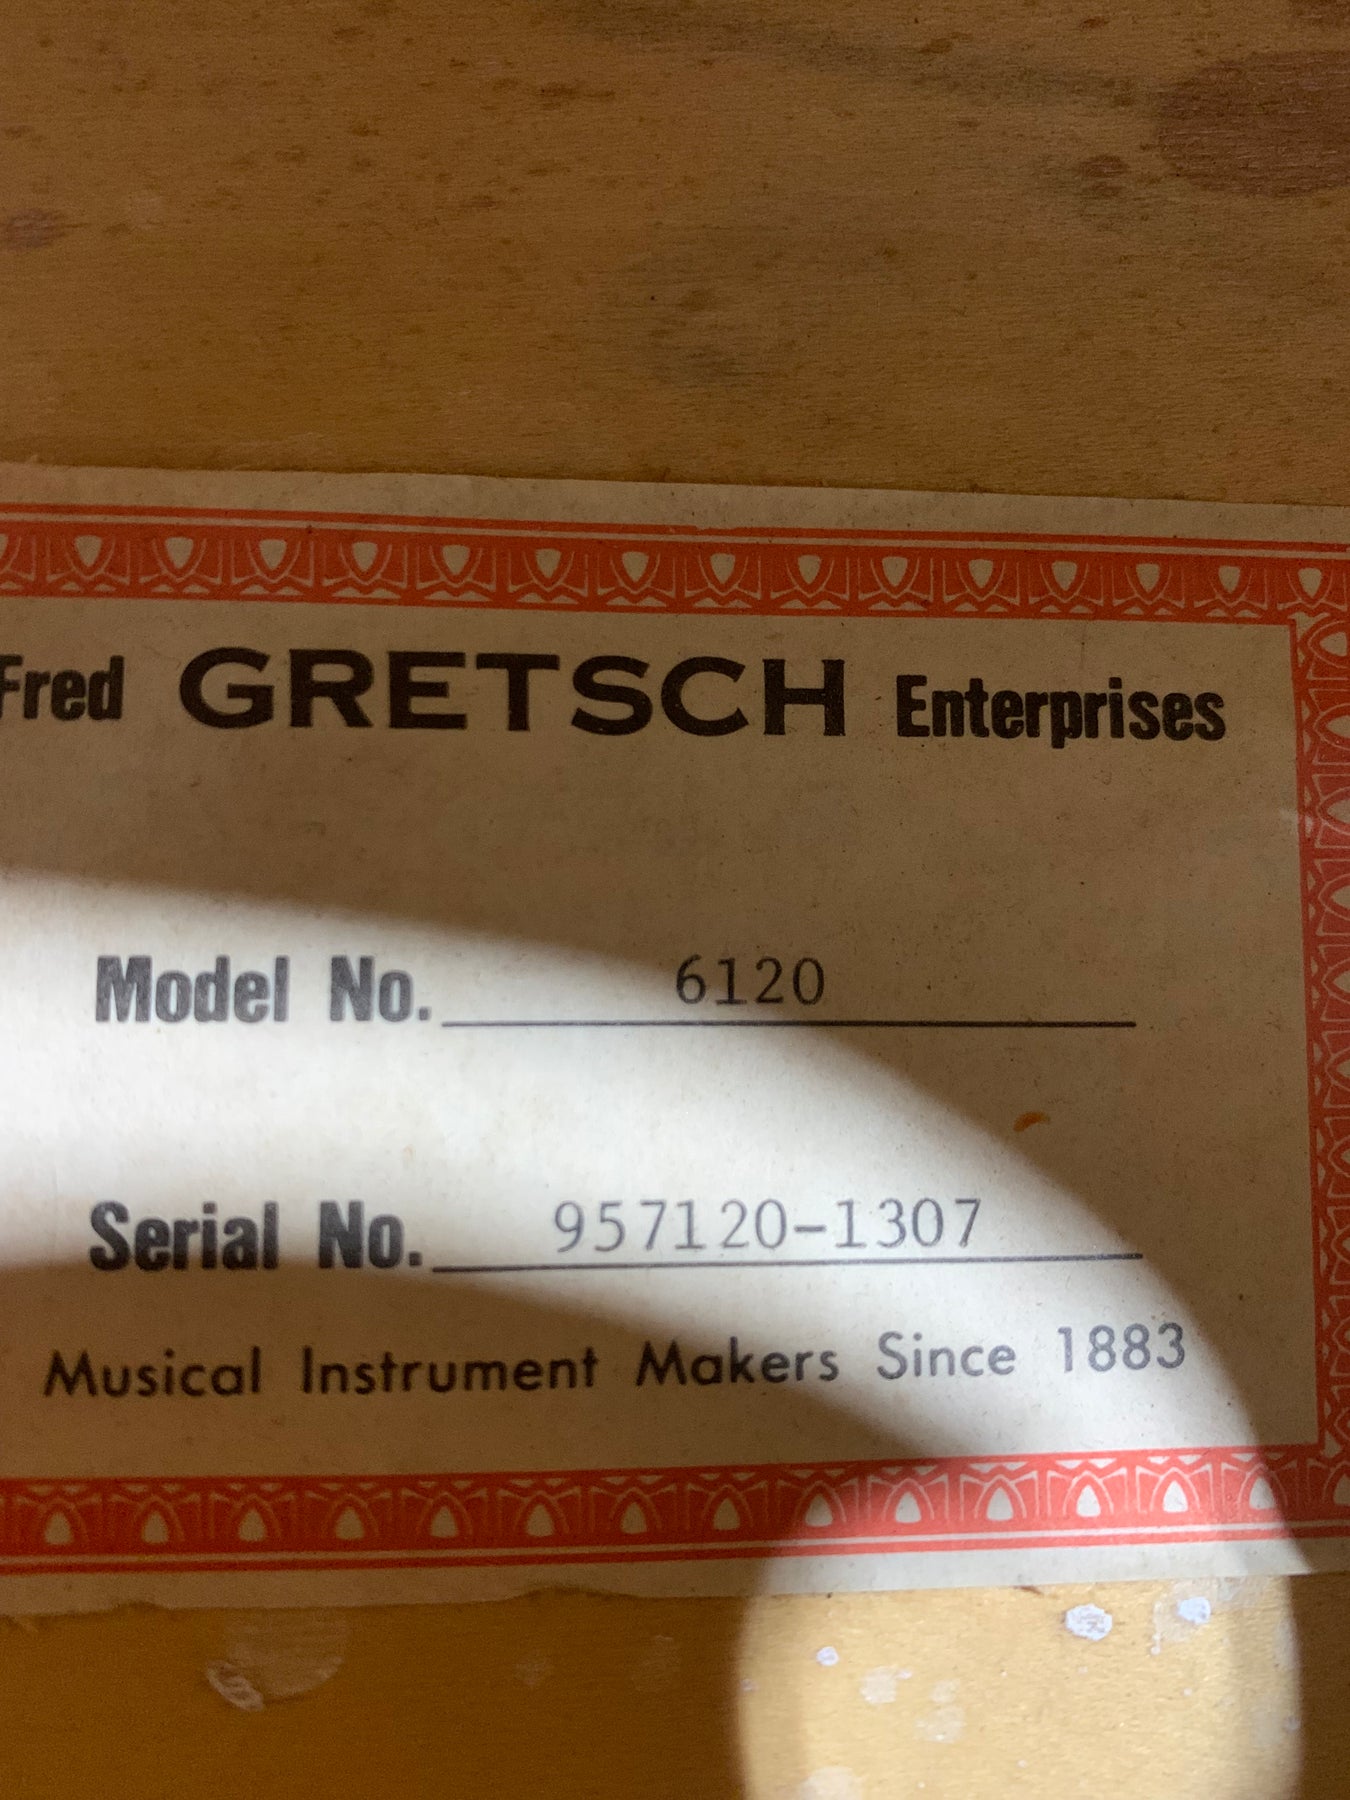 Fred GRETSCH Enterprises
Model No. 6120
Serial No. 957120-1307
Musical Instrument Makers Since 1883